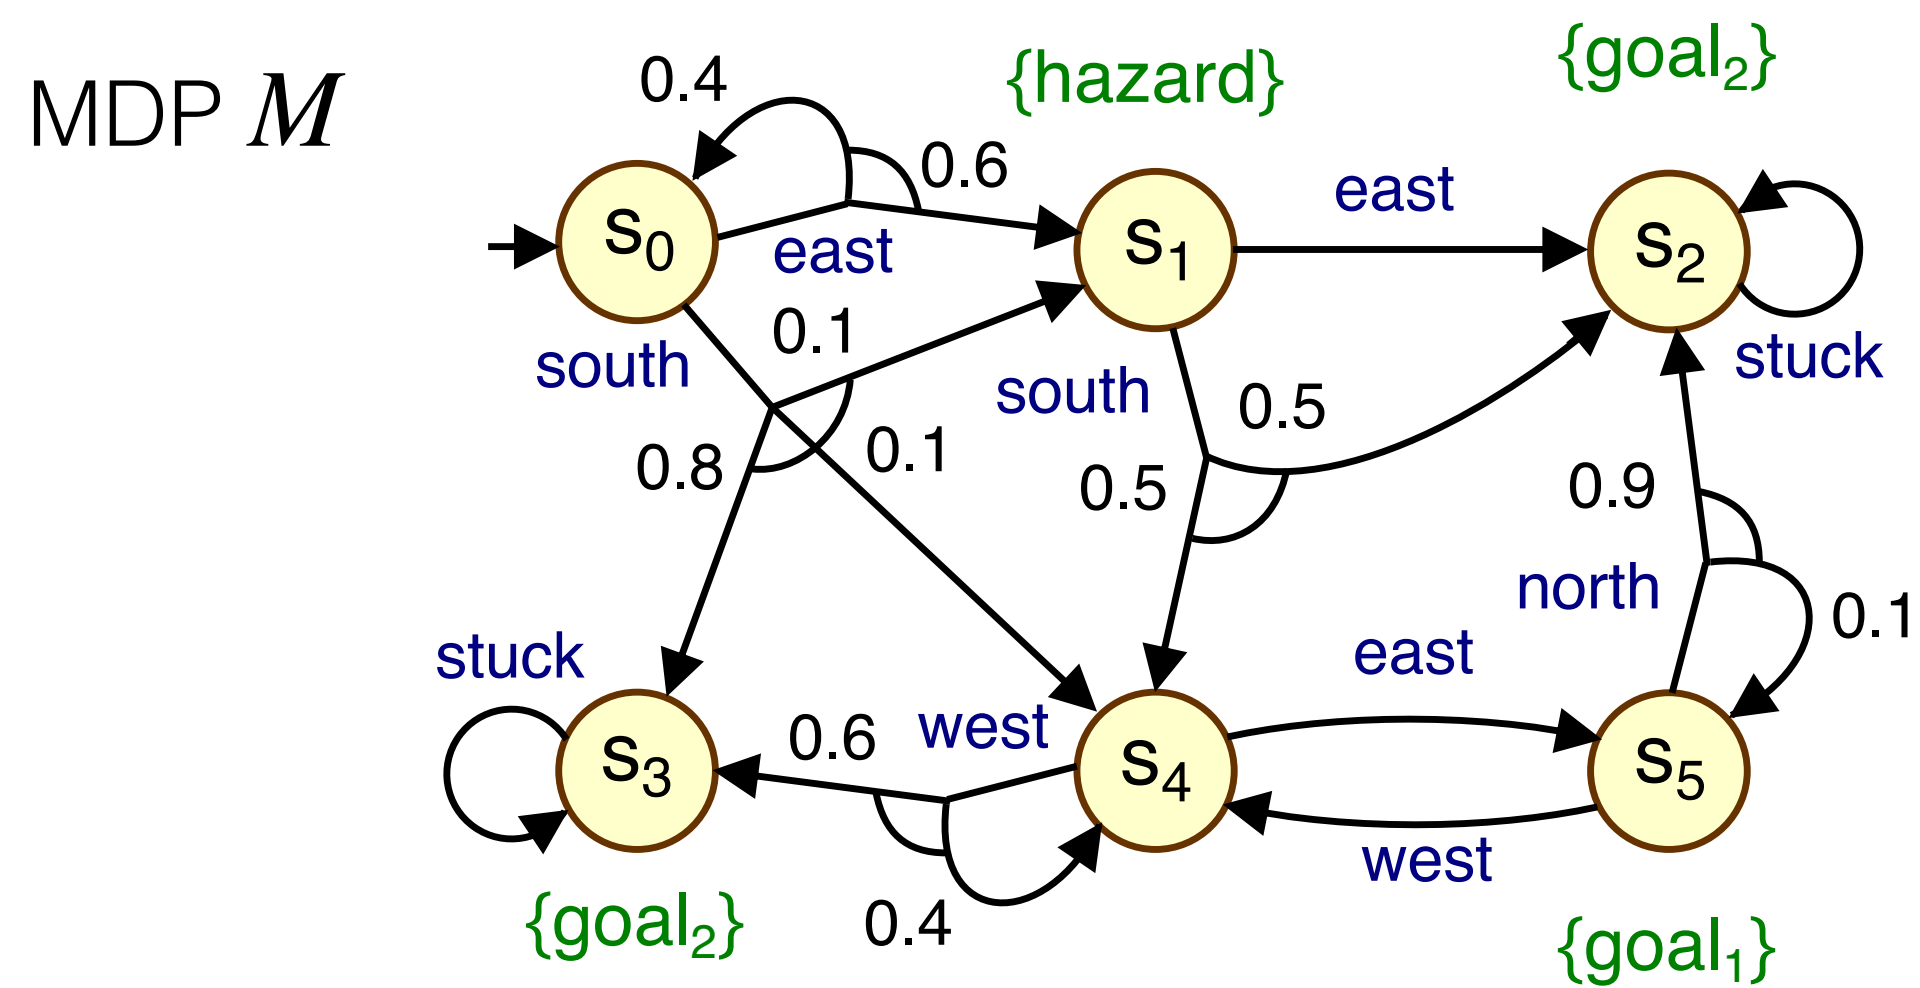 MDP M
{hazard}
{goal₂}
0.4
0.6
s₀
east
s₁
east
s₂
stuck
south
0.1
0.8
0.1
south
0.5
0.5
0.9
north
0.1
stuck
s₃
0.6
west
0.4
s₄
east
west
s₅
{goal₂}
{goal₁}